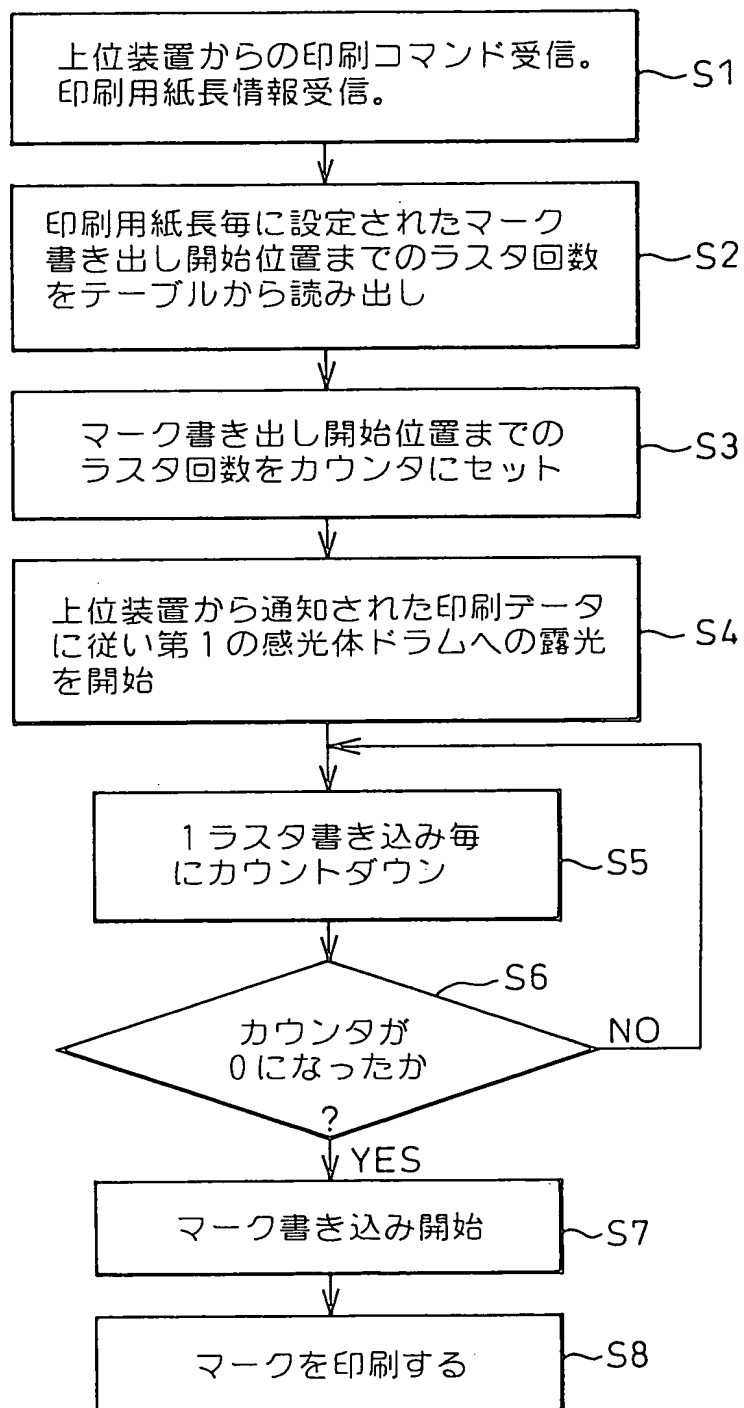 上位装置からの印刷コマンド受信。
印刷用紙長情報受信。
S1
印刷用紙長毎に設定されたマーク
書き出し開始位置までのラスタ回数
をテーブルから読み出し
S2
マーク書き出し開始位置までの
ラスタ回数をカウンタにセット
S3
上位装置から通知された印刷データ
に従い第1の感光体ドラムへの露光
を開始
S4
1ラスタ書き込み毎
にカウントダウン
S5
S6
カウンタが
0になったか
?
NO
YES
マーク書き込み開始
S7
マークを印刷する
S8